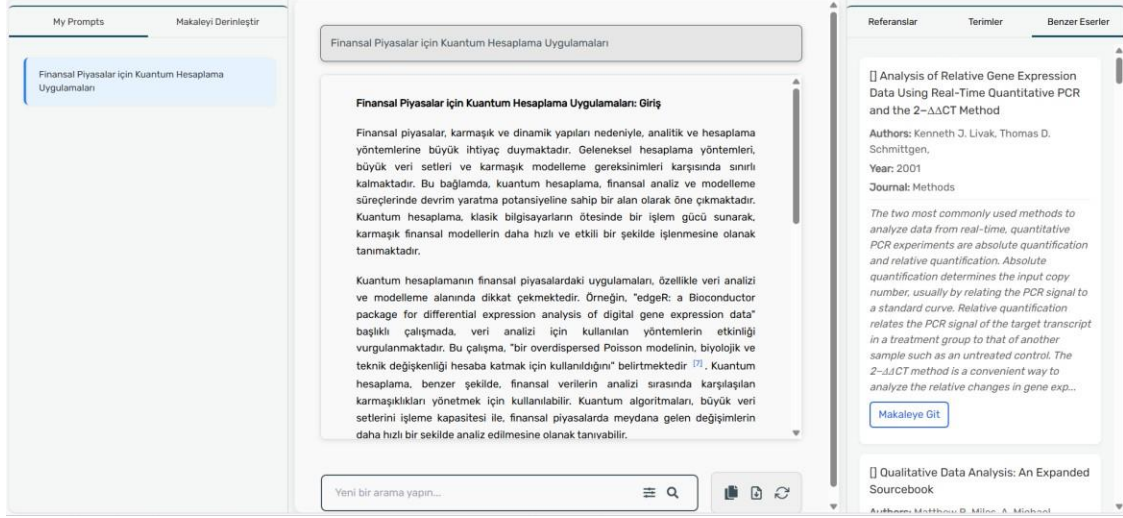 My Prompts
Makaleyi Derinleştir
Finansal Piyasalar için Kuantum Hesaplama
Uygulamaları
Finansal Piyasalar için Kuantum Hesaplama Uygulamaları
Finansal Piyasalar için Kuantum Hesaplama Uygulamaları: Giriş
Finansal piyasalar, karmaşık ve dinamik yapıları nedeniyle, analitik ve hesaplama
yöntemlerine büyük ihtiyaç duymaktadır. Geleneksel hesaplama yöntemleri,
büyük veri setleri ve karmaşık modelleme gereksinimleri karşısında sınırlı
kalmaktadır. Bu bağlamda, kuantum hesaplama, finansal analiz ve modelleme
süreçlerinde devrim yaratma potansiyeline sahip bir alan olarak öne çıkmaktadır.
Kuantum hesaplama, klasik bilgisayarların ötesinde bir işlem gücü sunarak,
karmaşık finansal modellerin daha hızlı ve etkili bir şekilde işlenmesine olanak
tanımaktadır.
Kuantum hesaplamanın finansal piyasalardaki uygulamaları, özellikle veri analizi
ve modelleme alanında dikkat çekmektedir. Örneğin, "edgeR: a Bioconductor
package for differential expression analysis of digital gene expression data"
başlıklı çalışmada, veri analizi için kullanılan yöntemlerin etkinliği
vurgulanmaktadır. Bu çalışma, "bir overdispersed Poisson modelinin, biyolojik ve
teknik değişkenliği hesaba katmak için kullanıldığını" belirtmektedir [7]. Kuantum
hesaplama, benzer şekilde, finansal verilerin analizi sırasında karşılaşılan
karmaşıklıkları yönetmek için kullanılabilir. Kuantum algoritmaları, büyük veri
setlerini işleme kapasitesi ile, finansal piyasalarda meydana gelen değişimlerin
daha hızlı bir şekilde analiz edilmesine olanak tanıyabilir.
Yeni bir arama yapın...
Referanslar
Terimler
Benzer Eserler
[] Analysis of Relative Gene Expression
Data Using Real-Time Quantitative PCR
and the 2−ΔΔCT Method
Authors: Kenneth J. Livak, Thomas D.
Schmittgen,
Year: 2001
Journal: Methods
The two most commonly used methods to
analyze data from real-time, quantitative
PCR experiments are absolute quantification
and relative quantification. Absolute
quantification determines the input copy
number, usually by relating the PCR signal to
a standard curve. Relative quantification
relates the PCR signal of the target transcript
in a treatment group to that of another
sample such as an untreated control. The
2−ΔΔCT method is a convenient way to
analyze the relative changes in gene exp...
Makaleye Git
[] Qualitative Data Analysis: An Expanded
Sourcebook
Authors: Matthew B. Miles, A. Michael